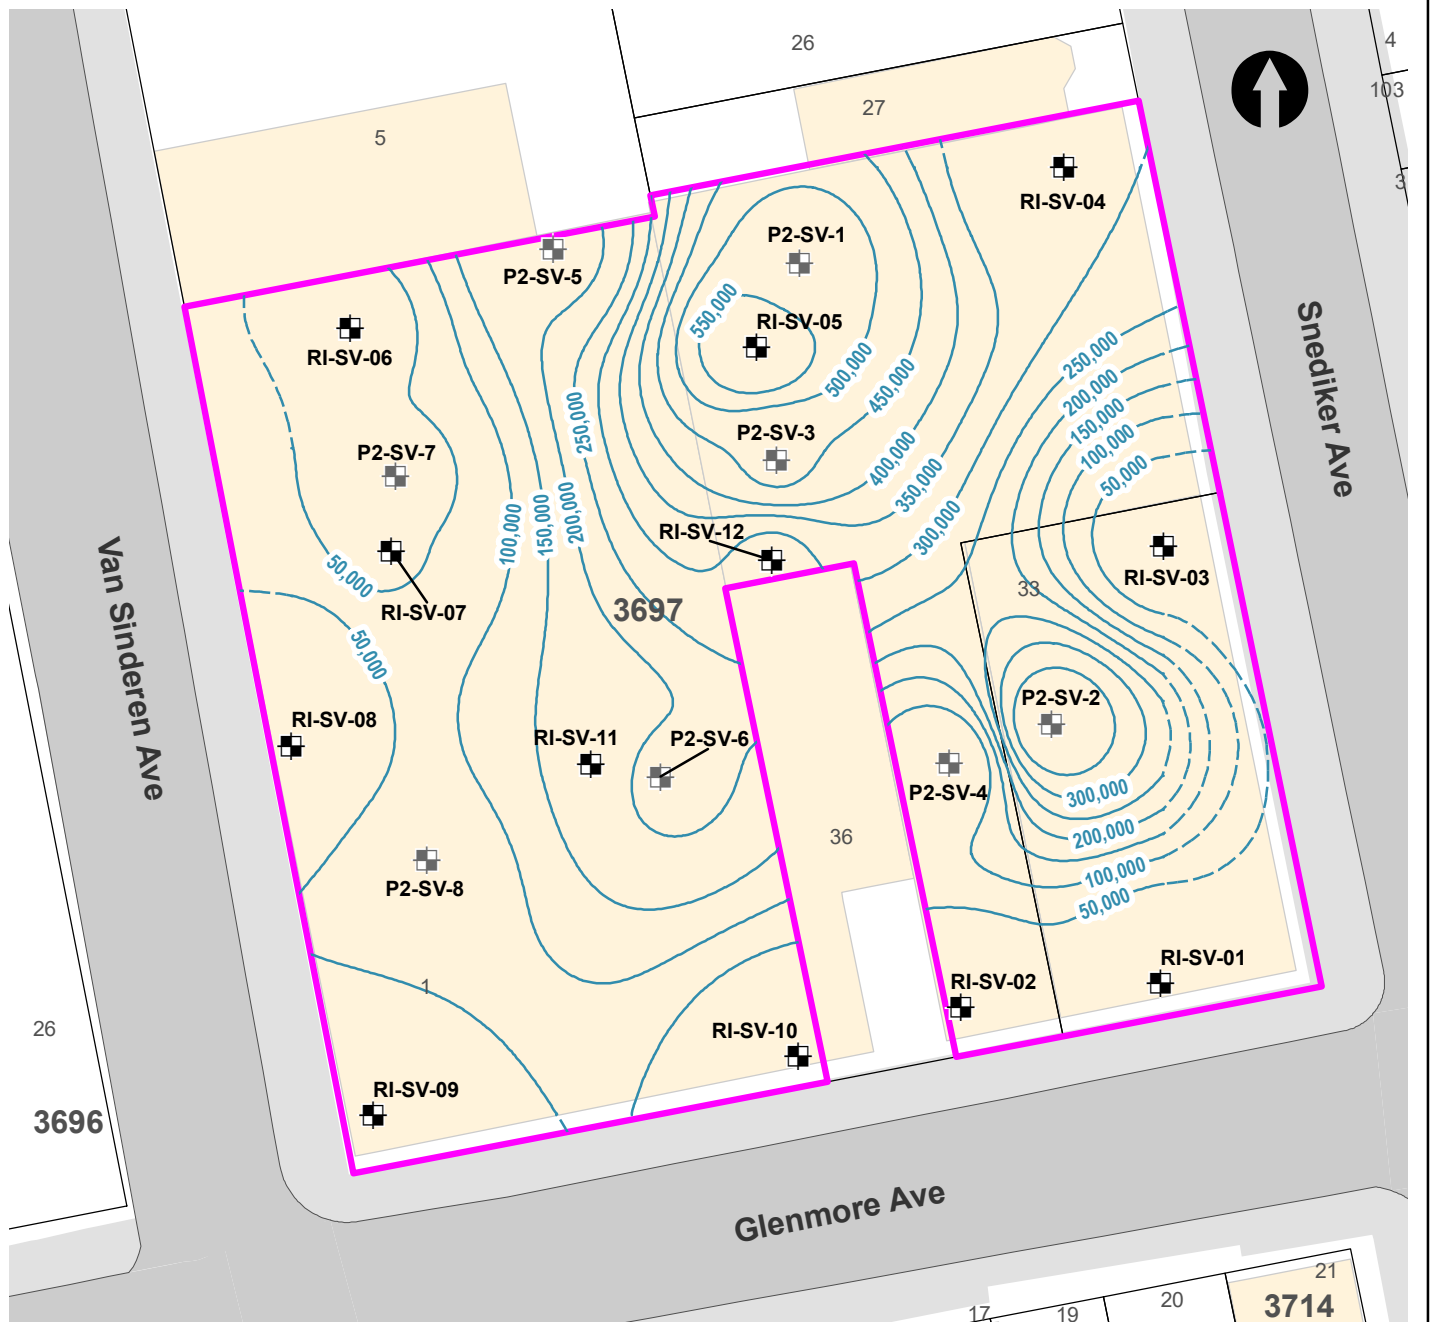 26
4
103
3
27
5
RI-SV-04
P2-SV-1
P2-SV-5
550,000
RI-SV-05
RI-SV-06
500,000
450,000
250,000
200,000
150,000
100,000
50,000
Snediker Ave
250,000
P2-SV-3
P2-SV-7
400,000
350,000
300,000
100,000
150,000
200,000
RI-SV-12
RI-SV-03
50,000
RI-SV-07
3697
33
50,000
Van Sinderen Ave
RI-SV-08
RI-SV-11
P2-SV-6
P2-SV-2
P2-SV-4
300,000
200,000
100,000
50,000
36
P2-SV-8
1
RI-SV-01
RI-SV-02
RI-SV-10
RI-SV-09
26
3696
Glenmore Ave
21
17
19
20
3714